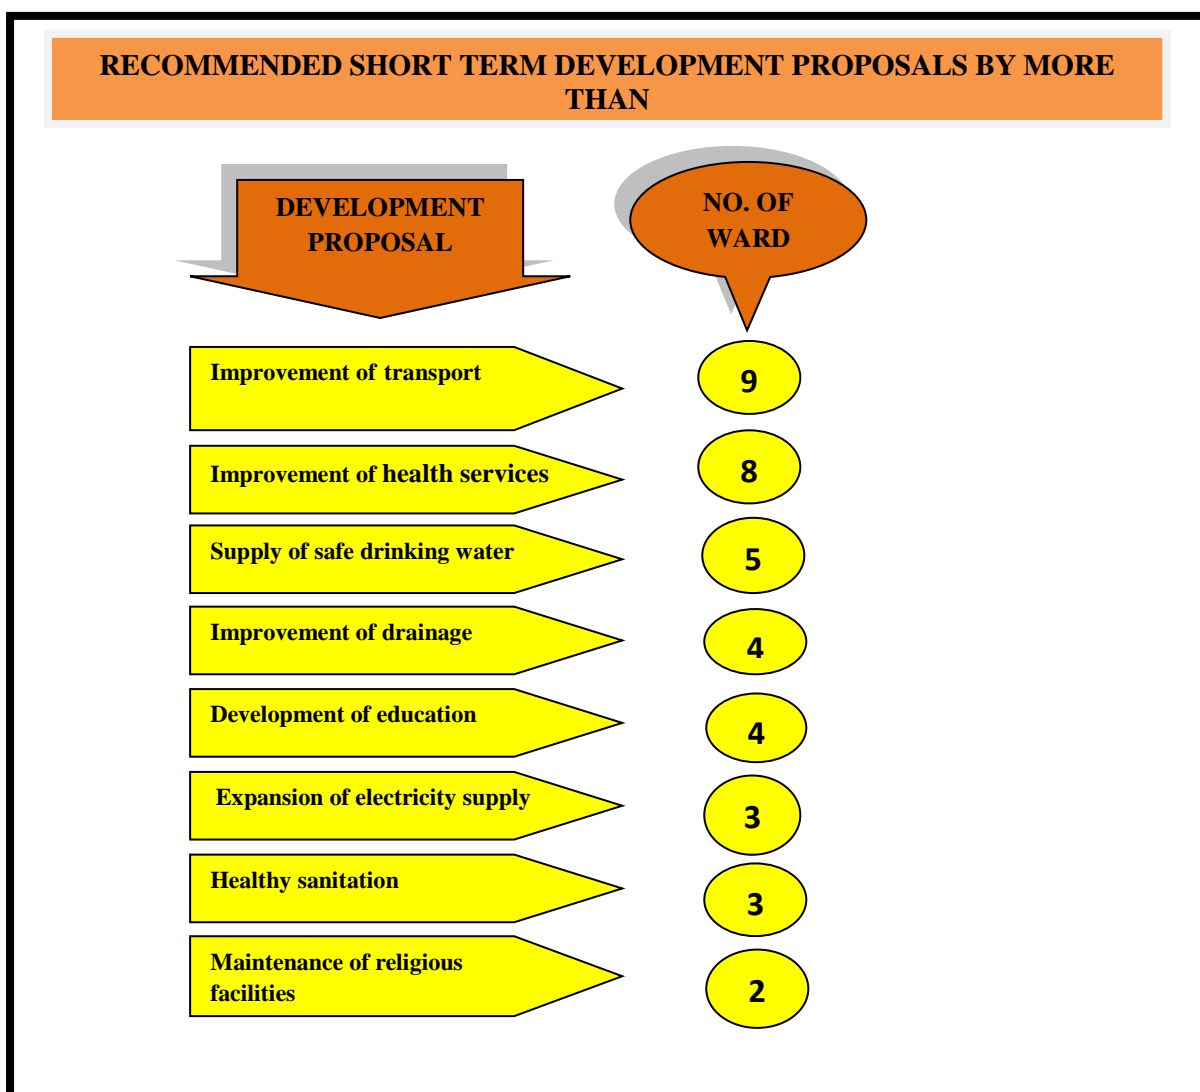 RECOMMENDED SHORT TERM DEVELOPMENT PROPOSALS BY MORE
THAN
DEVELOPMENT
PROPOSAL
NO. OF
WARD
Improvement of transport
9
Improvement of health services
8
Supply of safe drinking water
5
Improvement of drainage
4
Development of education
4
Expansion of electricity supply
3
Healthy sanitation
3
Maintenance of religious
facilities
2